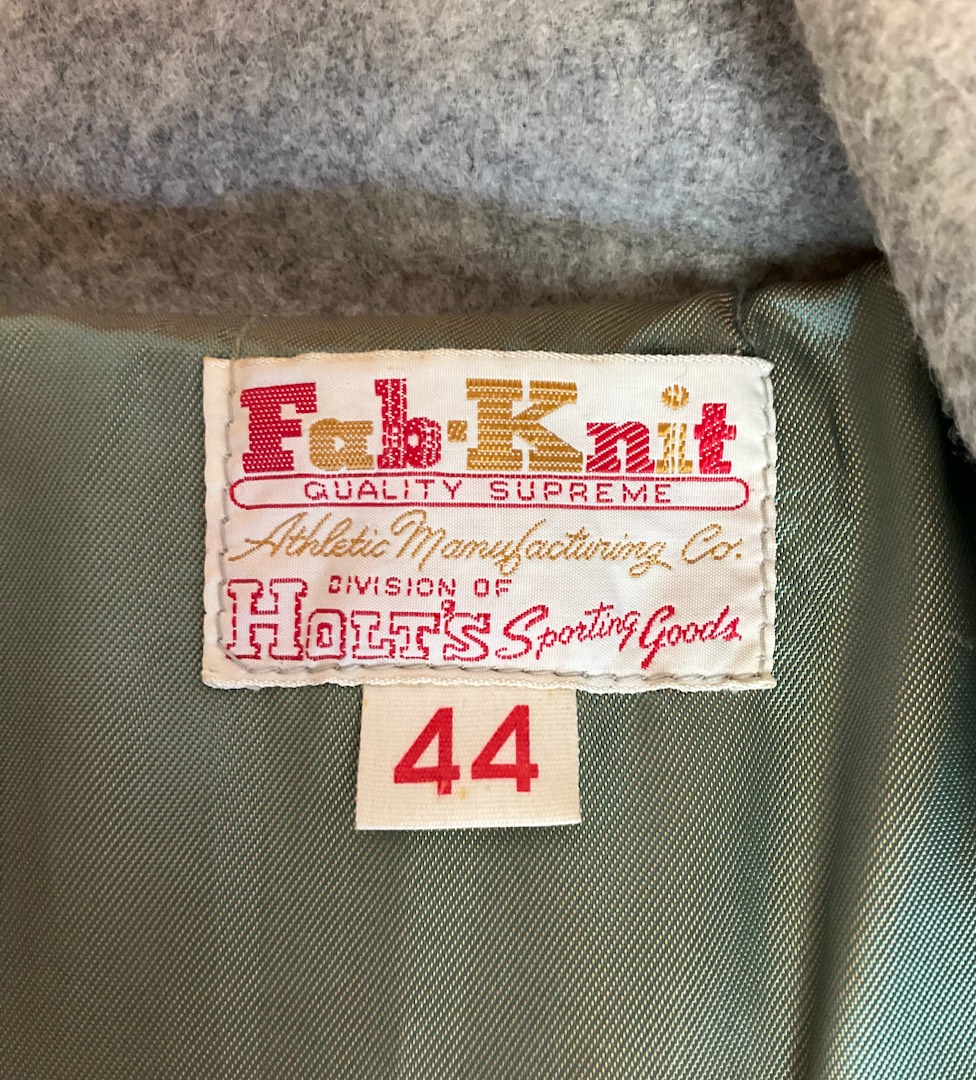 Fab-Knit
QUALITY SUPREME
Athletic Manufacturing Co.
DIVISION OF
HOLT'S Sporting Goods
44